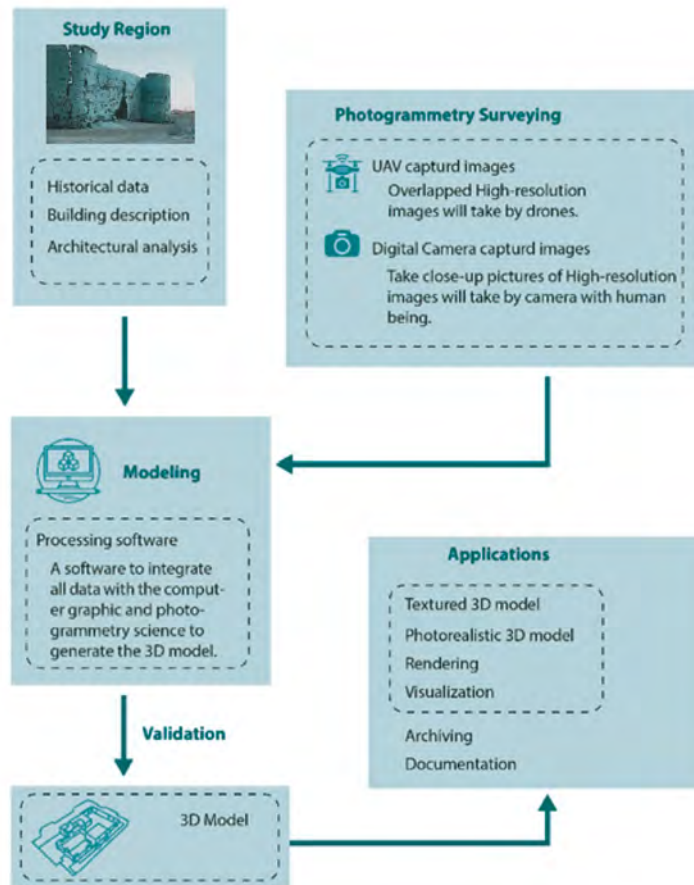 Study Region
Historical data
Building description
Architectural analysis
Photogrammetry Surveying
UAV capturd images
Overlapped High-resolution
images will take by drones.
Digital Camera capturd images
Take close-up pictures of High-resolution
images will take by camera with human
being.
Modeling
Processing software
A software to integrate
all data with the comput-
er graphic and photo-
grammetry science to
generate the 3D model.
Validation
3D Model
Applications
Textured 3D model
Photorealistic 3D model
Rendering
Visualization
Archiving
Documentation